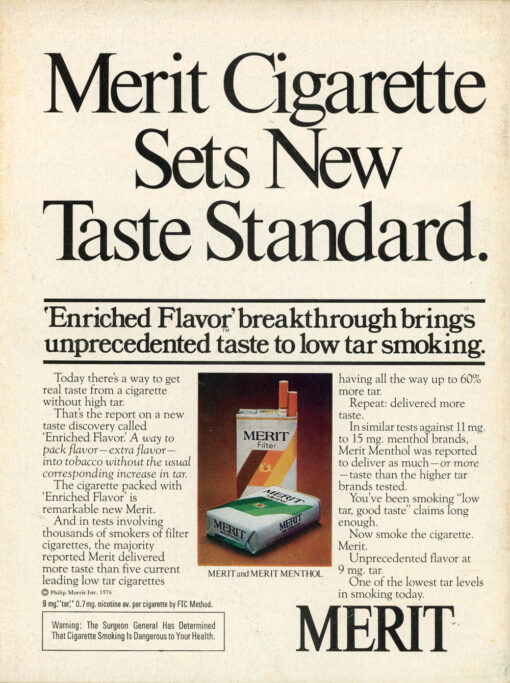 Merit Cigarette
Sets New
Taste Standard.
‘Enriched Flavor’ breakthrough brings
TM
unprecedented taste to low tar smoking.
Today there's a way to get
real taste from a cigarette
without high tar.
That's the report on a new
taste discovery called
‘Enriched Flavor.’ A way to
pack flavor—extra flavor—
into tobacco without the usual
corresponding increase in tar.
The cigarette packed with
‘Enriched Flavor’ is
remarkable new Merit.
And in tests involving
thousands of smokers of filter
cigarettes, the majority
reported Merit delivered
more taste than five current
leading low tar cigarettes
© Philip Morris Inc. 1976
9 mg. "tar," 0.7 mg. nicotine av. per cigarette by FTC Method.
Warning: The Surgeon General Has Determined
That Cigarette Smoking Is Dangerous to Your Health.
MERIT
Filter
MERIT
MERIT
MERIT and MERIT MENTHOL
having all the way up to 60%
more tar.
Repeat: delivered more
taste.
In similar tests against 11 mg.
to 15 mg. menthol brands,
Merit Menthol was reported
to deliver as much—or more
—taste than the higher tar
brands tested.
You've been smoking "low
tar, good taste" claims long
enough.
Now smoke the cigarette.
Merit.
Unprecedented flavor at
9 mg. tar.
One of the lowest tar levels
in smoking today.
MERIT